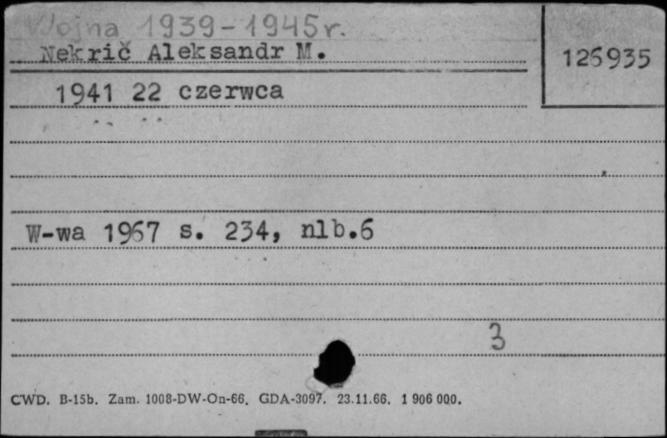 Wojna 1939-1945r.
Nekrič Aleksandr M.
126935
1941 22 czerwca
W-wa 1967 s. 234, nlb.6
3
CWD. B-15b. Zam. 1008-DW-On-66. GDA-3097. 23.11.66. 1 906 000.